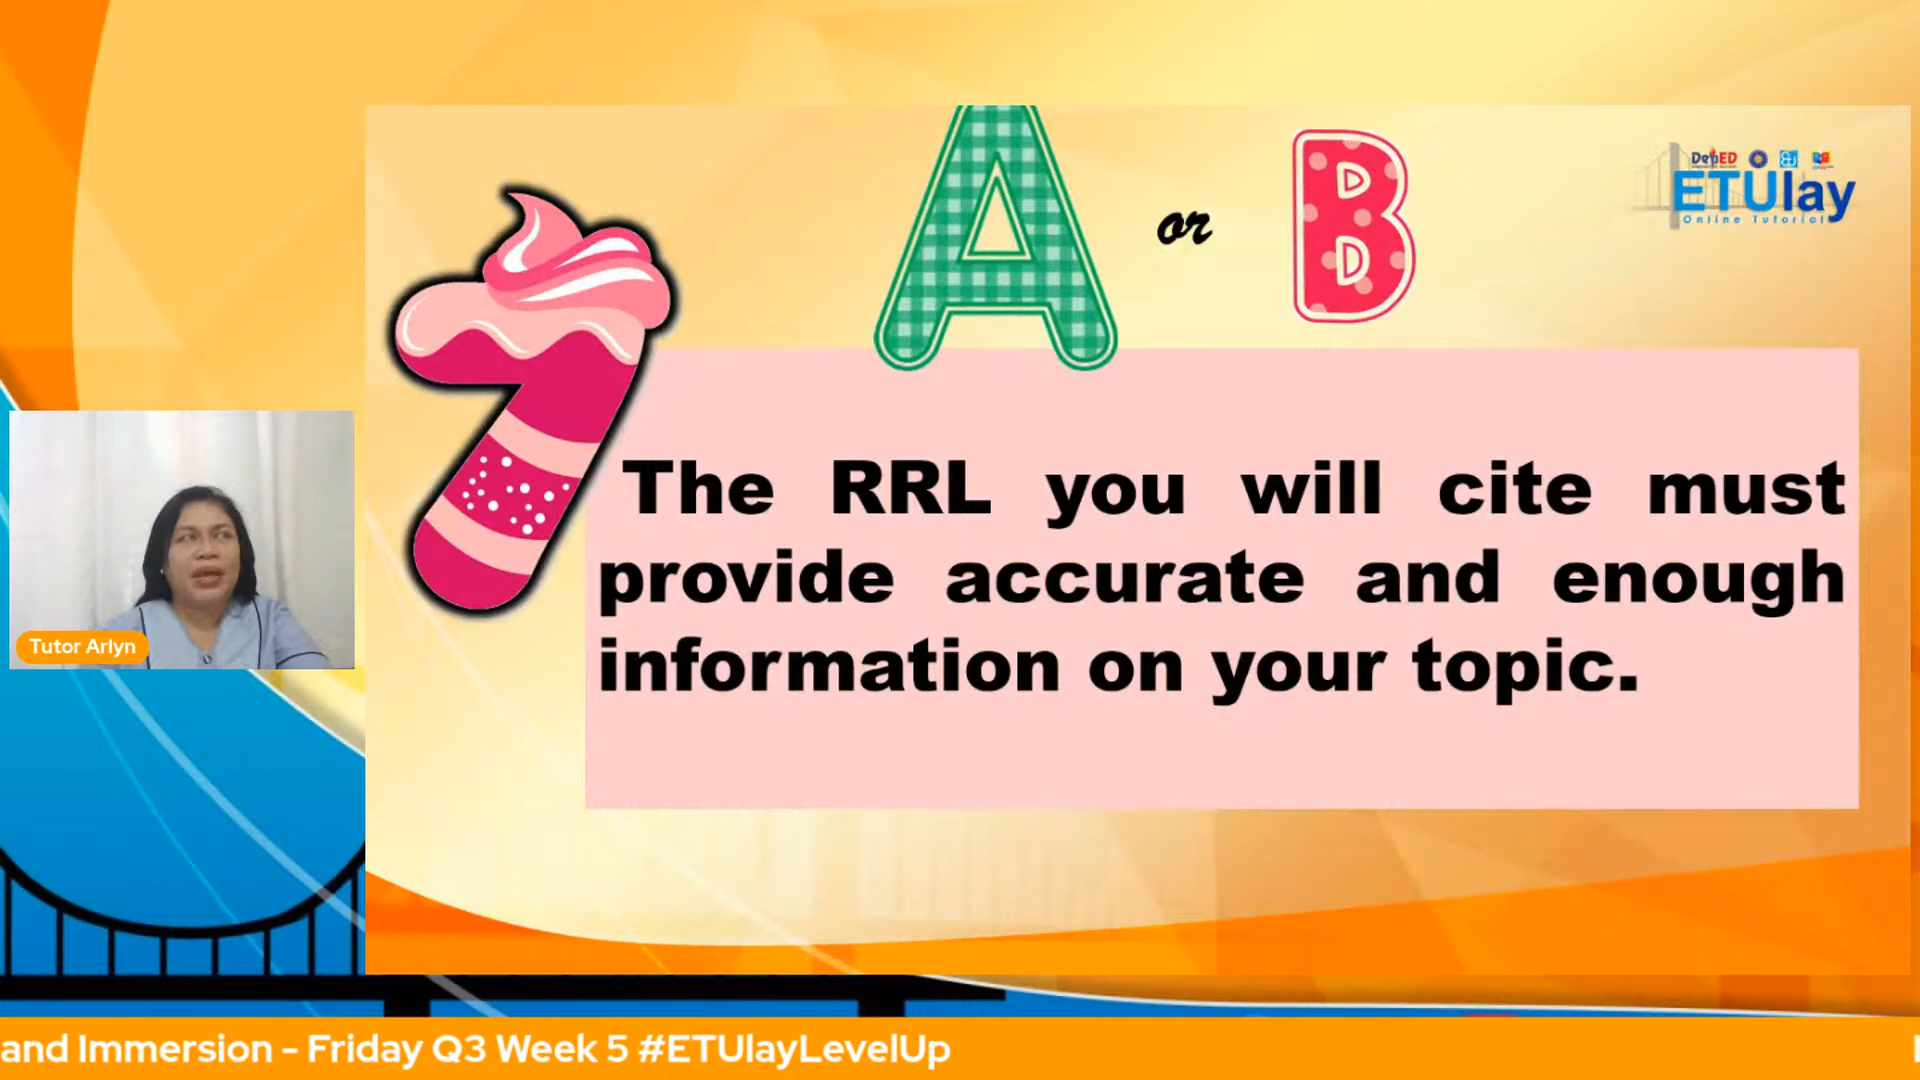 A or B
DepED
ETUlay
Online Tutorial
7
The RRL you will cite must
provide accurate and enough
information on your topic.
Tutor Arlyn
and Immersion - Friday Q3 Week 5 #ETUlayLevelUp